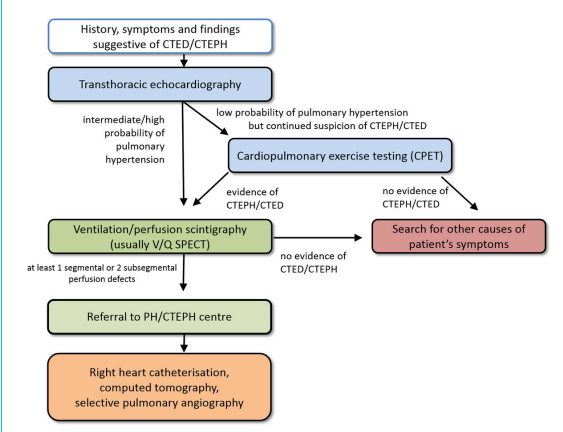 History, symptoms and findings
suggestive of CTED/CTEPH
Transthoracic echocardiography
intermediate/high
probability of
pulmonary
hypertension
low probability of pulmonary hypertension
but continued suspicion of CTEPH/CTED
Cardiopulmonary exercise testing (CPET)
evidence of
CTEPH/CTED
no evidence of
CTEPH/CTED
Ventilation/perfusion scintigraphy
(usually V/Q SPECT)
no evidence of
CTED/CTEPH
Search for other causes of
patient's symptoms
at least 1 segmental or 2 subsegmental
perfusion defects
Referral to PH/CTEPH centre
Right heart catheterisation,
computed tomography,
selective pulmonary angiography